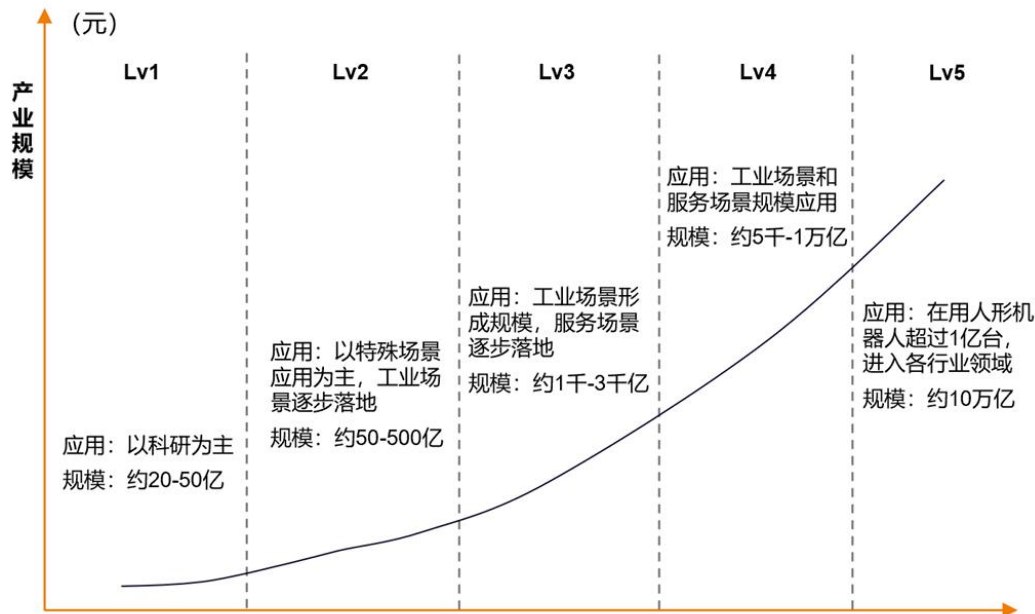 (元)
产业规模
Lv1
Lv2
Lv3
Lv4
Lv5
应用：以科研为主
规模：约20-50亿
应用：以特殊场景
应用为主，工业场
景逐步落地
规模：约50-500亿
应用：工业场景形
成规模，服务场景
逐步落地
规模：约1千-3千亿
应用：工业场景和
服务场景规模应用
规模：约5千-1万亿
应用：在用人形机
器人超过1亿台，
进入各行业领域
规模：约10万亿